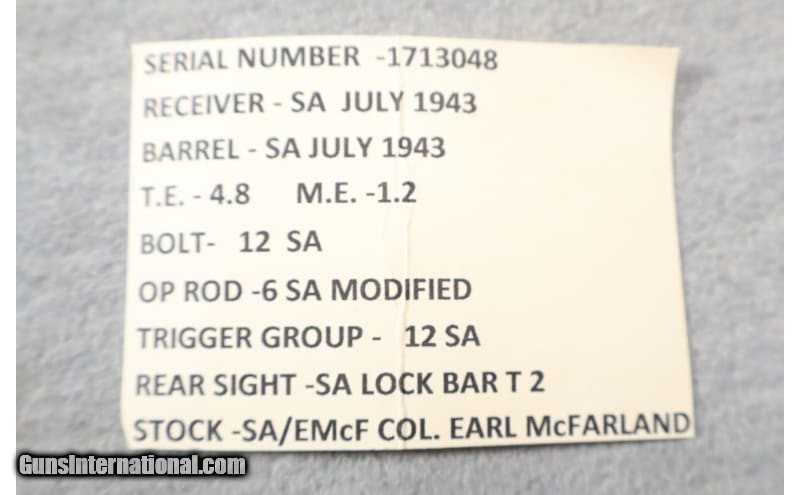 SERIAL NUMBER -1713048
RECEIVER - SA JULY 1943
BARREL - SA JULY 1943
T.E. - 4.8 M.E. -1.2
BOLT- 12 SA
OP ROD -6 SA MODIFIED
TRIGGER GROUP - 12 SA
REAR SIGHT -SA LOCK BAR T 2
STOCK -SA/EMcF COL. EARL McFARLAND
GunsInternational.com